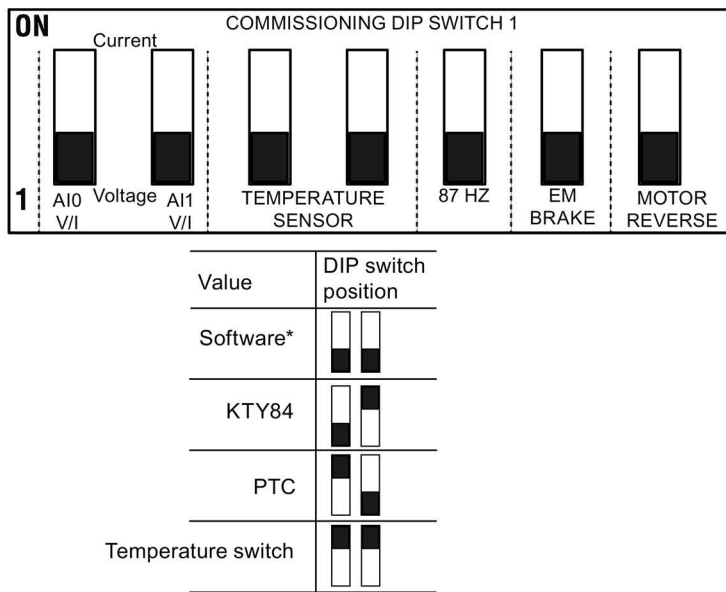 ON
COMMISSIONING DIP SWITCH 1
Current
1
AI0
V/I
Voltage
AI1
V/I
TEMPERATURE
SENSOR
87 HZ
EM
BRAKE
MOTOR
REVERSE
Value
DIP switch
position
Software*
KTY84
PTC
Temperature switch